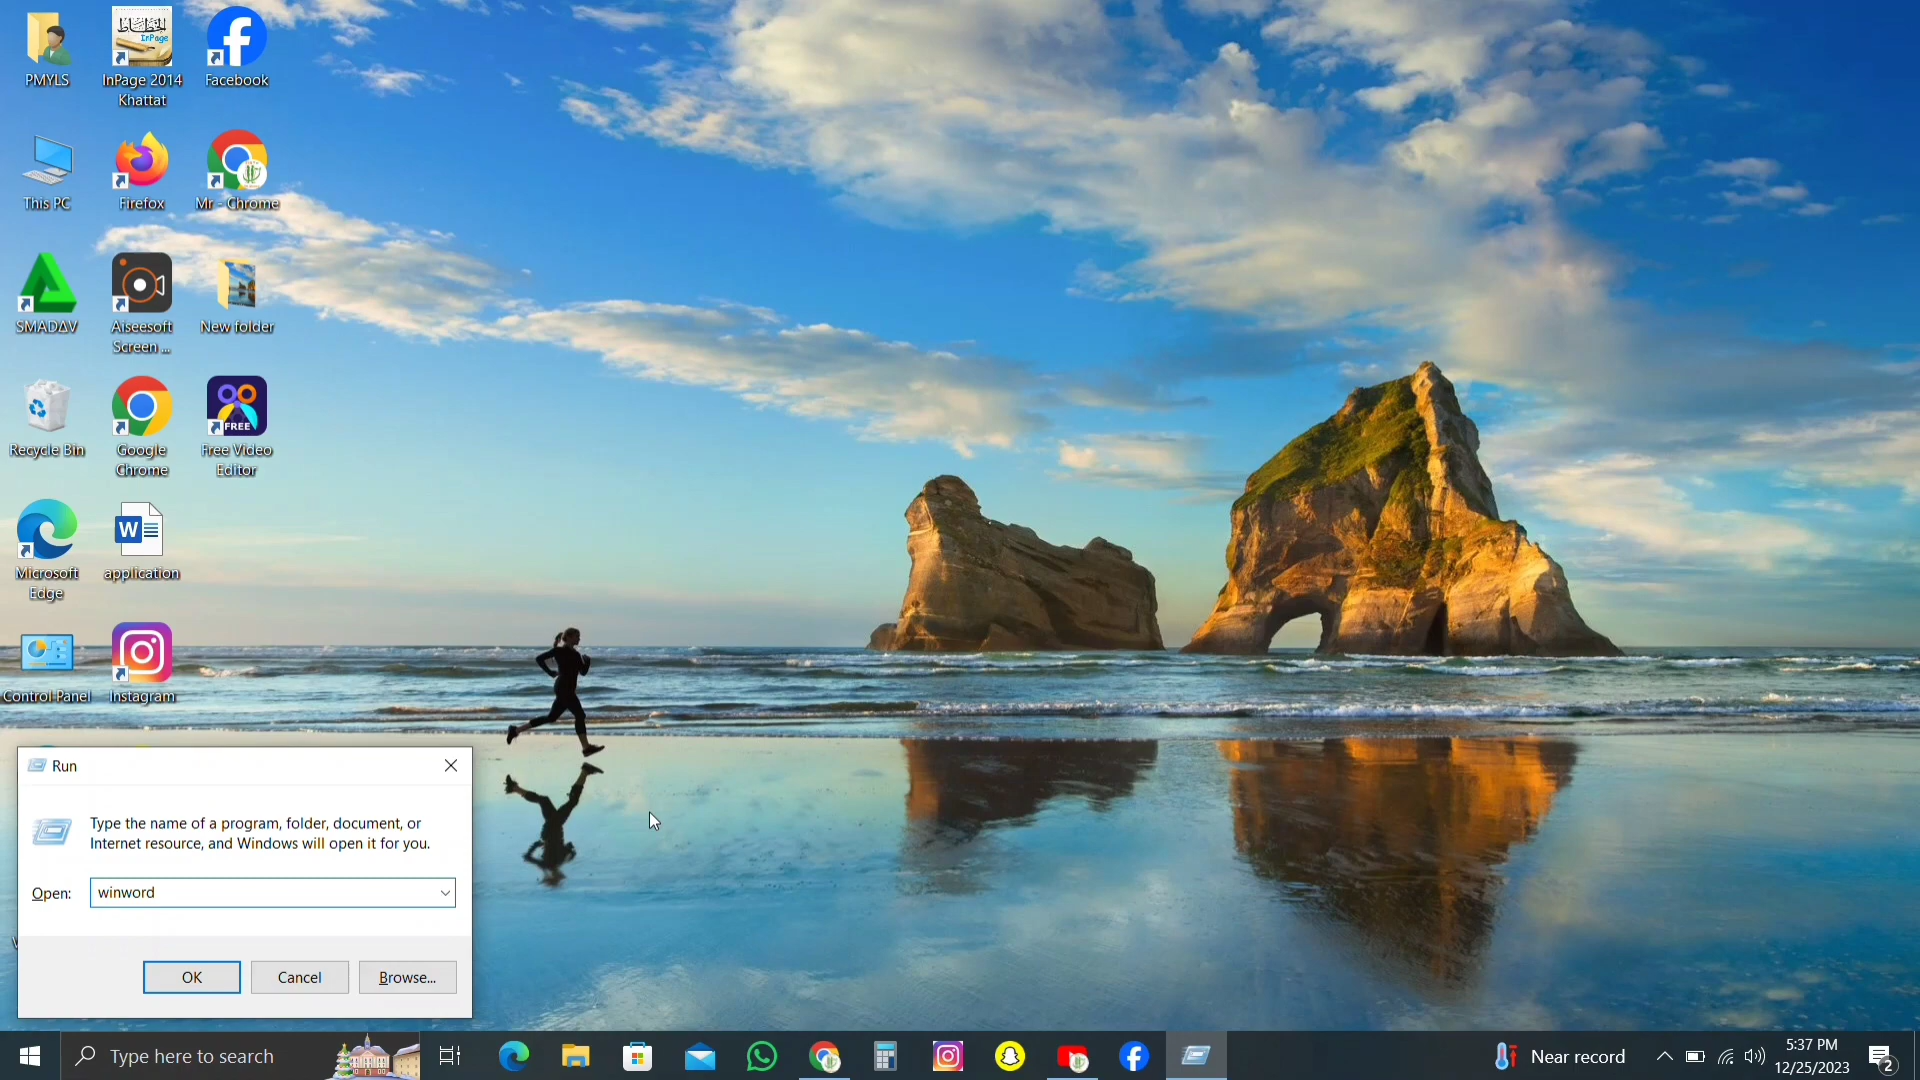 PMYLS
InPage 2014
Khattat
Facebook
This PC
Firefox
Mr - Chrome
SMADΔV
Aiseesoft
Screen ...
New folder
Recycle Bin
Google
Chrome
FREE
Free Video
Editor
Microsoft
Edge
W
application
Control Panel
Instagram
Run
Type the name of a program, folder, document, or
Internet resource, and Windows will open it for you.
Open:
winword
OK
Cancel
Browse...
Type here to search
Near record
5:37 PM
12/25/2023
2